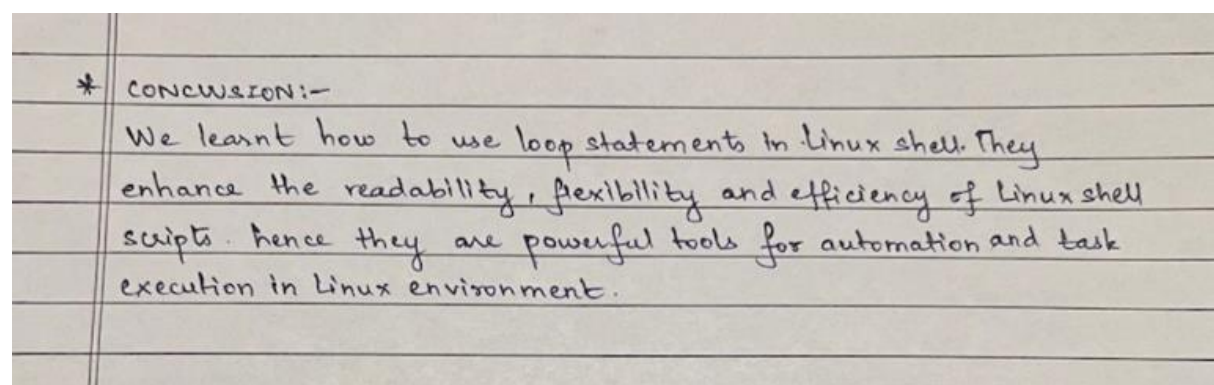 * CONCLUSION:-
We learnt how to use loop statements in Linux shell. They
enhance the readability, flexibility and efficiency of Linux shell
scripts. hence they are powerful tools for automation and task
execution in Linux environment.